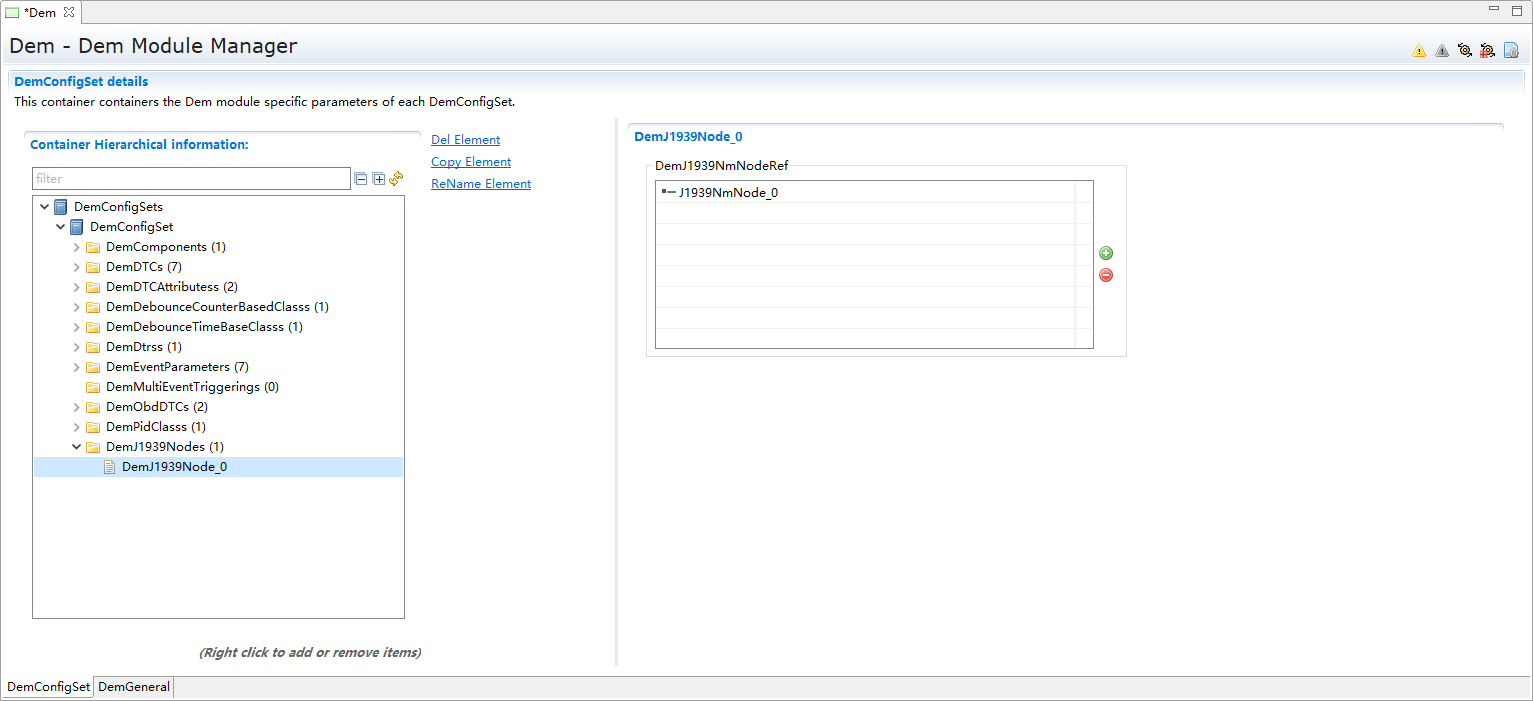 *Dem
Dem - Dem Module Manager
DemConfigSet details
This container containers the Dem module specific parameters of each DemConfigSet.
Container Hierarchical information:
filter
Del Element
Copy Element
ReName Element
DemConfigSets
DemConfigSet
DemComponents (1)
DemDTCs (7)
DemDTCAttributess (2)
DemDebounceCounterBasedClasss (1)
DemDebounceTimeBaseClasss (1)
DemDtrss (1)
DemEventParameters (7)
DemMultiEventTriggerings (0)
DemObdDTCs (2)
DemPidClasss (1)
DemJ1939Nodes (1)
DemJ1939Node_0
(Right click to add or remove items)
DemJ1939Node_0
DemJ1939NmNodeRef
J1939NmNode_0
DemConfigSet
DemGeneral